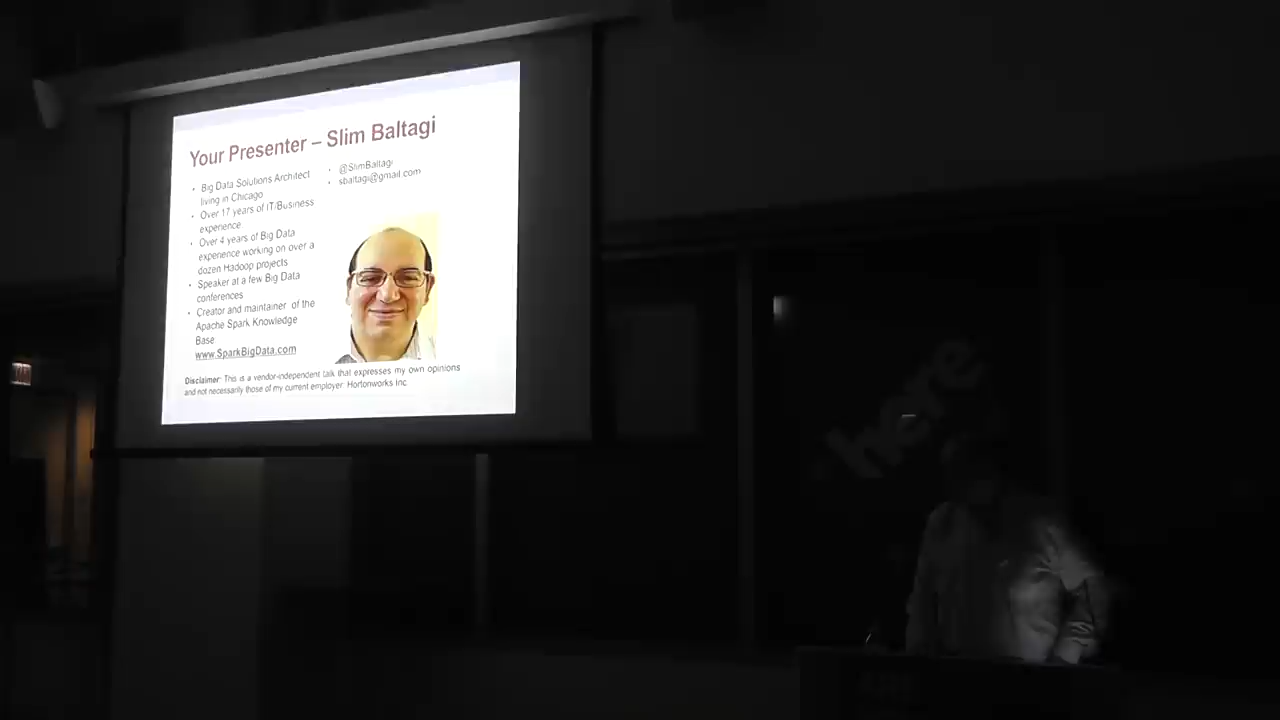 Your Presenter – Slim Baltagi
• Big Data Solutions Architect
living in Chicago
• Over 17 years of IT/Business
experience
• Over 4 years of Big Data
experience working on over a
dozen Hadoop projects
• Speaker at a few Big Data
conferences
• Creator and maintainer of the
Apache Spark Knowledge
Base
www.SparkBigData.com
• @SlimBaltagi
• sbaltagi@gmail.com
Disclaimer: This is a vendor-independent talk that expresses my own opinions
and not necessarily those of my current employer: Hortonworks Inc.
here